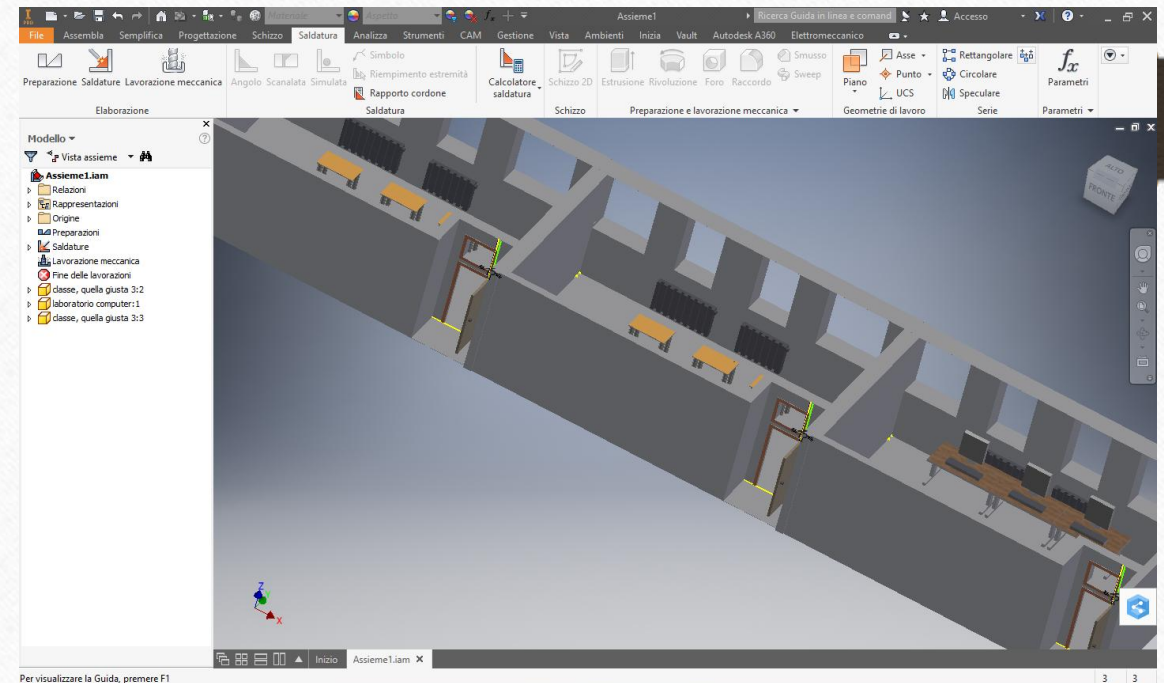 PRO
Materiale
Aspetto
Assieme1
Ricerca Guida in linea e comand
Accesso
File Assembla Semplifica Progettazione Schizzo Saldatura Analizza Strumenti CAM Gestione Vista Ambienti Inizia Vault Autodesk A360 Elettromeccanico
Preparazione Saldature Lavorazione meccanica
Elaborazione
Angolo Scanalata Simulata
Simbolo
Riempimento estremità
Rapporto cordone
Saldatura
Calcolatore saldatura
Schizzo 2D
Schizzo
Estrusione Rivoluzione Foro Raccordo
Smusso
Sweep
Preparazione e lavorazione meccanica
Piano
Asse
Punto
UCS
Geometrie di lavoro
Rettangolare
Circolare
Speculare
Serie
fx
Parametri
Parametri
Modello
Vista assieme
Assieme1.iam
Relazioni
Rappresentazioni
Origine
Preparazioni
Saldature
Lavorazione meccanica
Fine delle lavorazioni
classe, quella giusta 3:2
laboratorio computer:1
classe, quella giusta 3:3
ALTO
FRONTE
Z
Y
X
Inizio
Assieme1.iam
Per visualizzare la Guida, premere F1
3 3